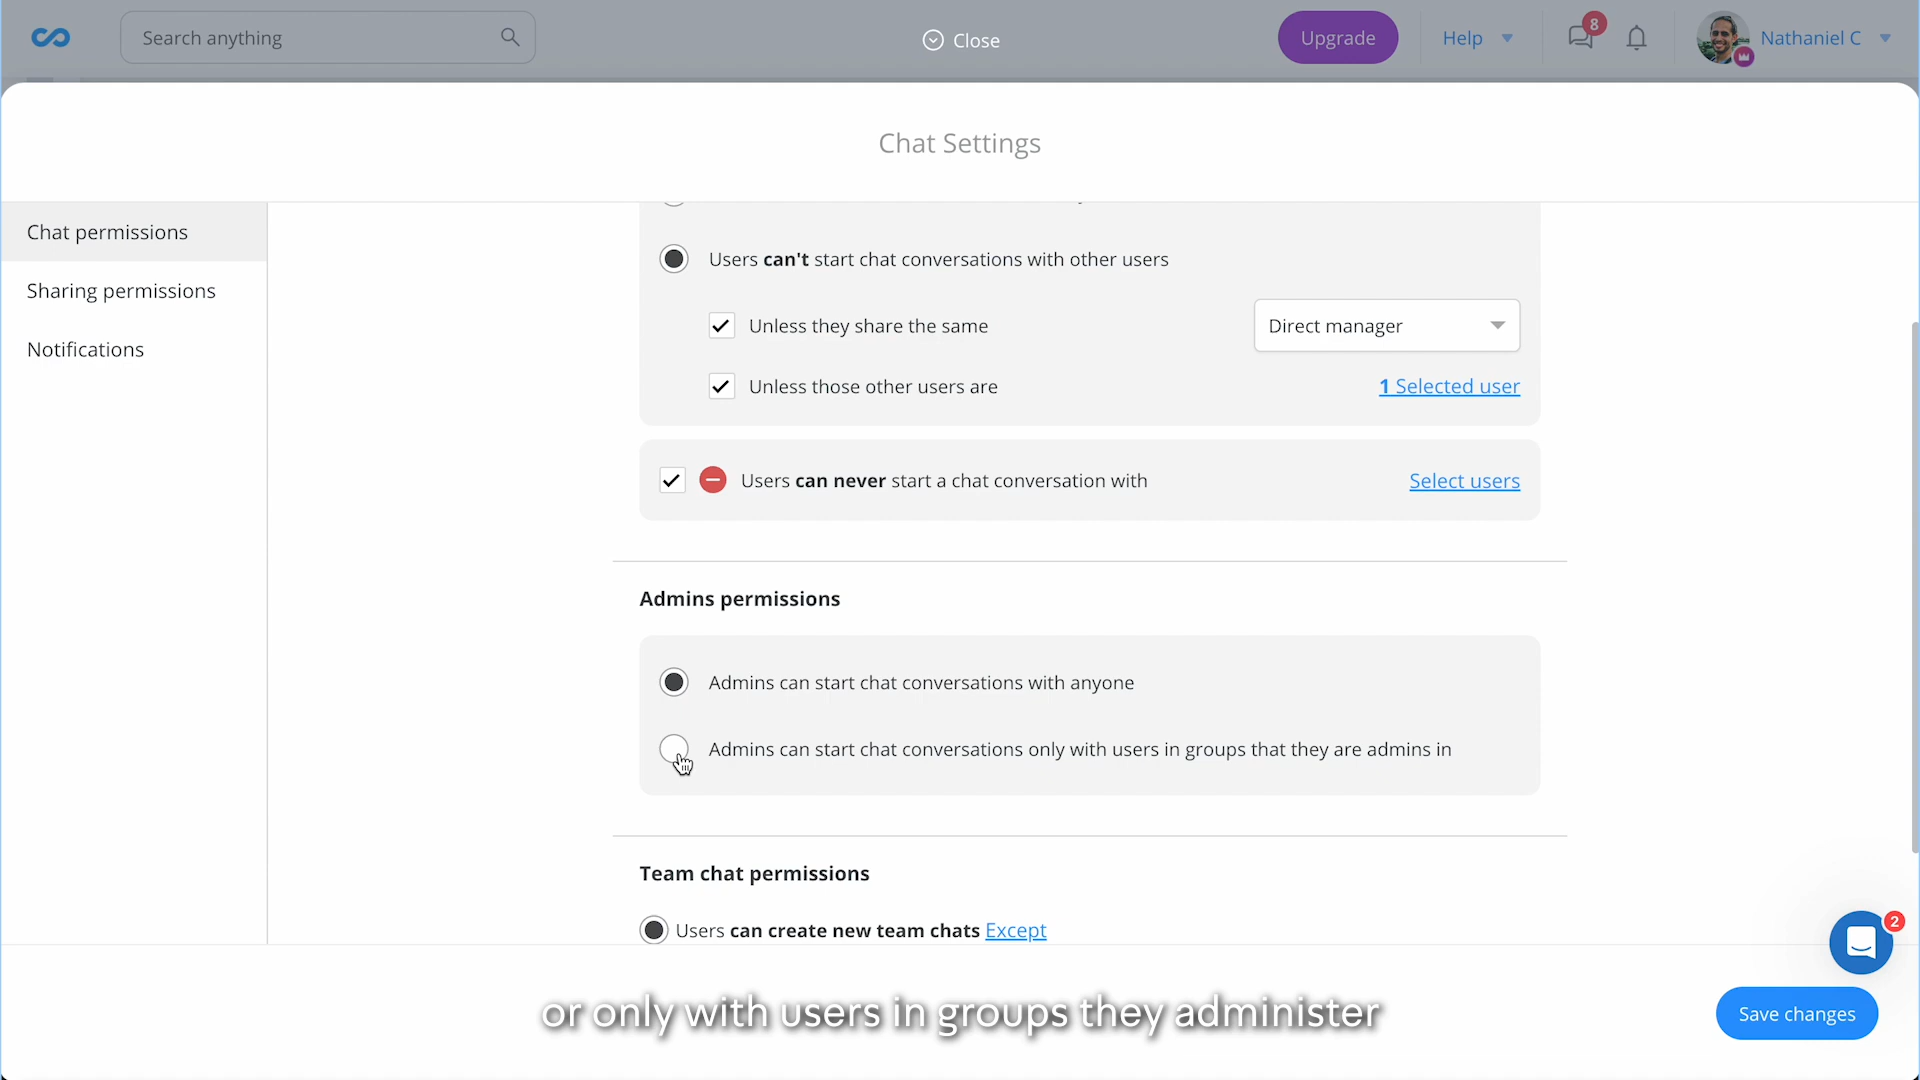 Search anything
Close
Upgrade
Help
8
Nathaniel C
Chat Settings
Chat permissions
Sharing permissions
Notifications
Users can't start chat conversations with other users
Unless they share the same
Direct manager
Unless those other users are
1 Selected user
Users can never start a chat conversation with
Select users
Admins permissions
Admins can start chat conversations with anyone
Admins can start chat conversations only with users in groups that they are admins in
Team chat permissions
Users can create new team chats Except
2
or only with users in groups they administer
Save changes